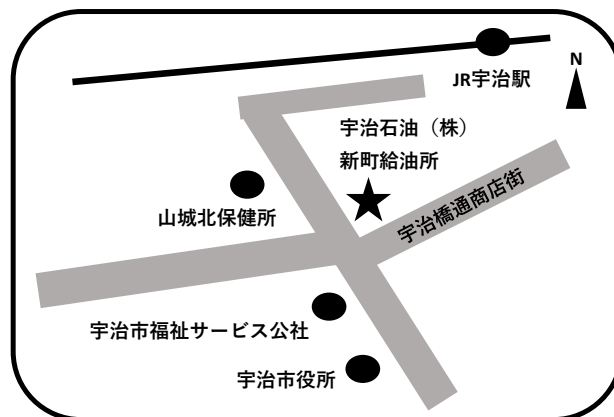 N
JR宇治駅
宇治石油（株）
新町給油所
山城北保健所
宇治橋通商店街
宇治市福祉サービス公社
宇治市役所